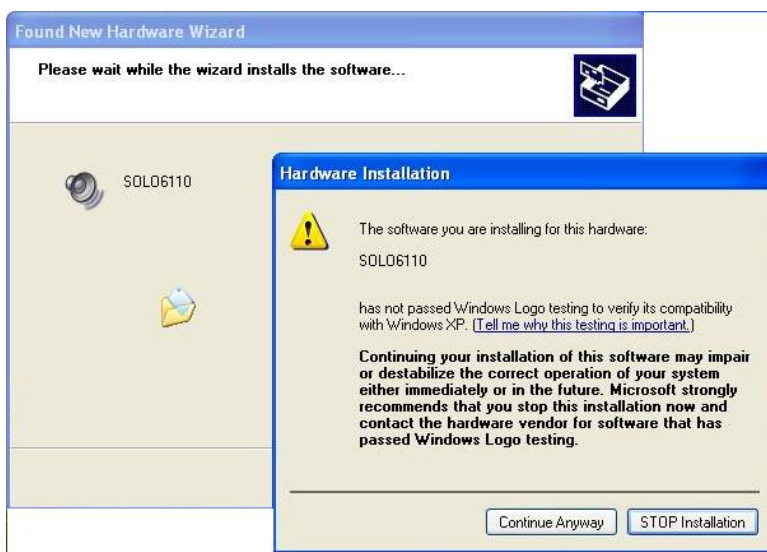 Found New Hardware Wizard
Please wait while the wizard installs the software...
SOLO6110
Hardware Installation
The software you are installing for this hardware:
SOLO6110
has not passed Windows Logo testing to verify its compatibility
with Windows XP. (Tell me why this testing is important.)
Continuing your installation of this software may impair
or destabilize the correct operation of your system
either immediately or in the future. Microsoft strongly
recommends that you stop this installation now and
contact the hardware vendor for software that has
passed Windows Logo testing.
Continue Anyway
STOP Installation